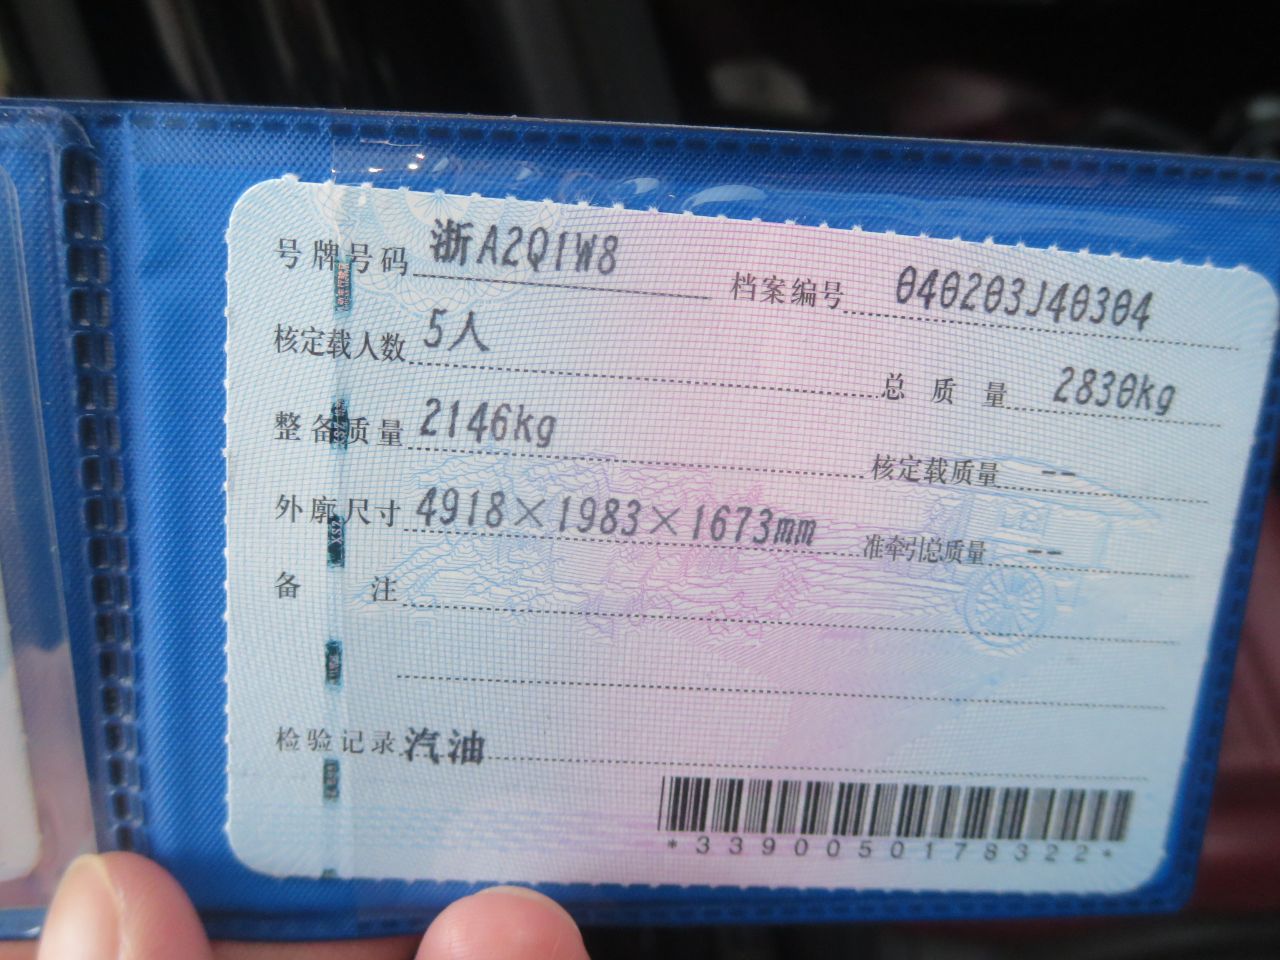 号牌号码 浙A2Q1W8 档案编号 040203J40304
核定载人数 5人 总质量 2830kg
整备质量 2146kg 核定载质量 --
外廓尺寸 4918×1983×1673mm 准牵引总质量 --
备注
检验记录 汽油
*3390050178322*